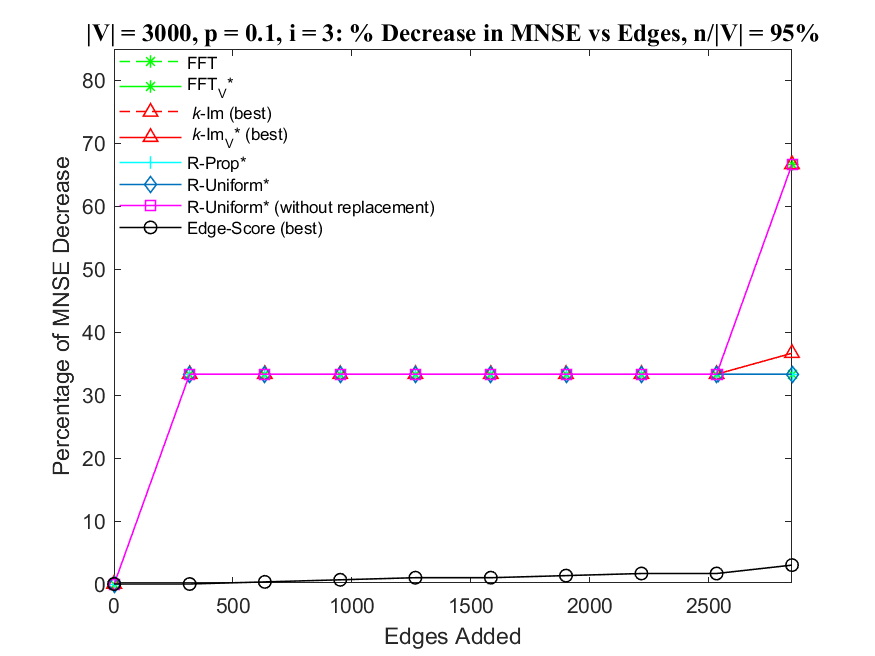 |V| = 3000, p = 0.1, i = 3: % Decrease in MNSE vs Edges, n/|V| = 95%
FFT
FFT_V*
k-Im (best)
k-Im_V* (best)
R-Prop*
R-Uniform*
R-Uniform* (without replacement)
Edge-Score (best)
Percentage of MNSE Decrease
80
70
60
50
40
30
20
10
0
0 500 1000 1500 2000 2500
Edges Added